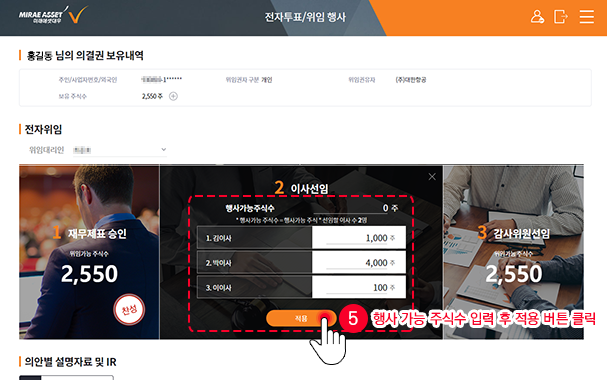 MIRAE ASSET
미래에셋대우
전자투표/위임 행사
홍길동 님의 의결권 보유내역
주민/사업자번호/외국인
-1******
위임권자 구분 개인
위임권유자
(주)대한항공
보유 주식수
2,550 주
전자위임
위임대리인
2 이사선임
행사가능주식수 0 주
* 행사가능 주식수 = 행사가능 주식 * 선임할 이사 수 2명
1. 김이사 1,000 주
2. 박이사 4,000 주
3. 이이사 100 주
적용
1 재무제표 승인
위임가능 주식수
2,550
찬성
3 감사위원선임
위임가능 주식수
2,550
5 행사 가능 주식수 입력 후 적용 버튼 클릭
의안별 설명자료 및 IR